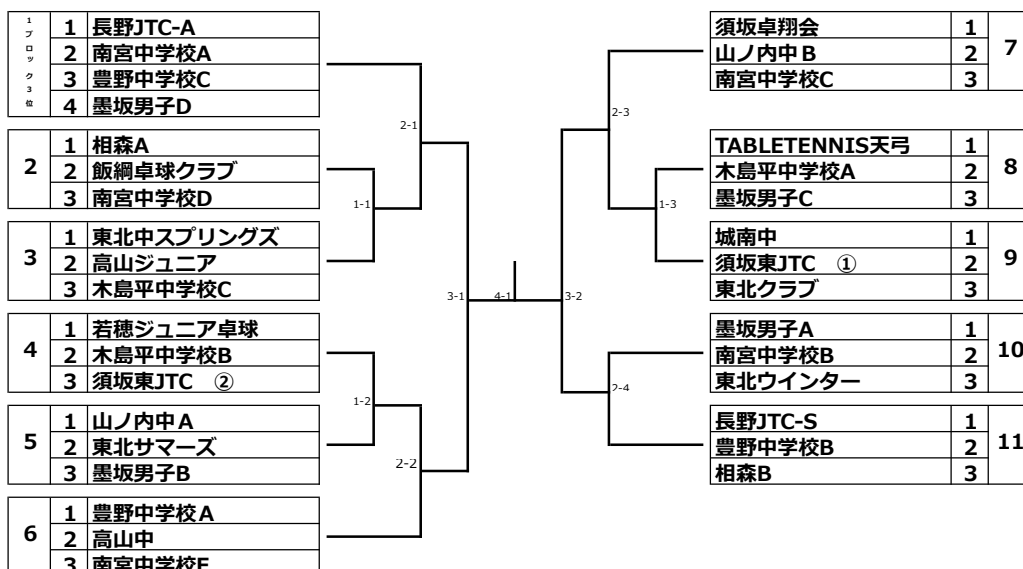 1ブロック3位
1 長野JTC-A
2 南宮中学校A
3 豊野中学校C
4 墨坂男子D
2
1 相森A
2 飯綱卓球クラブ
3 南宮中学校D
3
1 東北中スプリングズ
2 高山ジュニア
3 木島平中学校C
4
1 若穂ジュニア卓球
2 木島平中学校B
3 須坂東JTC ②
5
1 山ノ内中A
2 東北サマーズ
3 墨坂男子B
6
1 豊野中学校A
2 高山中
3 南宮中学校E
2-1
1-1
3-1
1-2
2-2
4-1
2-3
1-3
3-2
2-4
須坂卓翔会 1
山ノ内中B 2
南宮中学校C 3
7
TABLETENNIS天弓 1
木島平中学校A 2
墨坂男子C 3
8
城南中 1
須坂東JTC ① 2
東北クラブ 3
9
墨坂男子A 1
南宮中学校B 2
東北ウインター 3
10
長野JTC-S 1
豊野中学校B 2
相森B 3
11